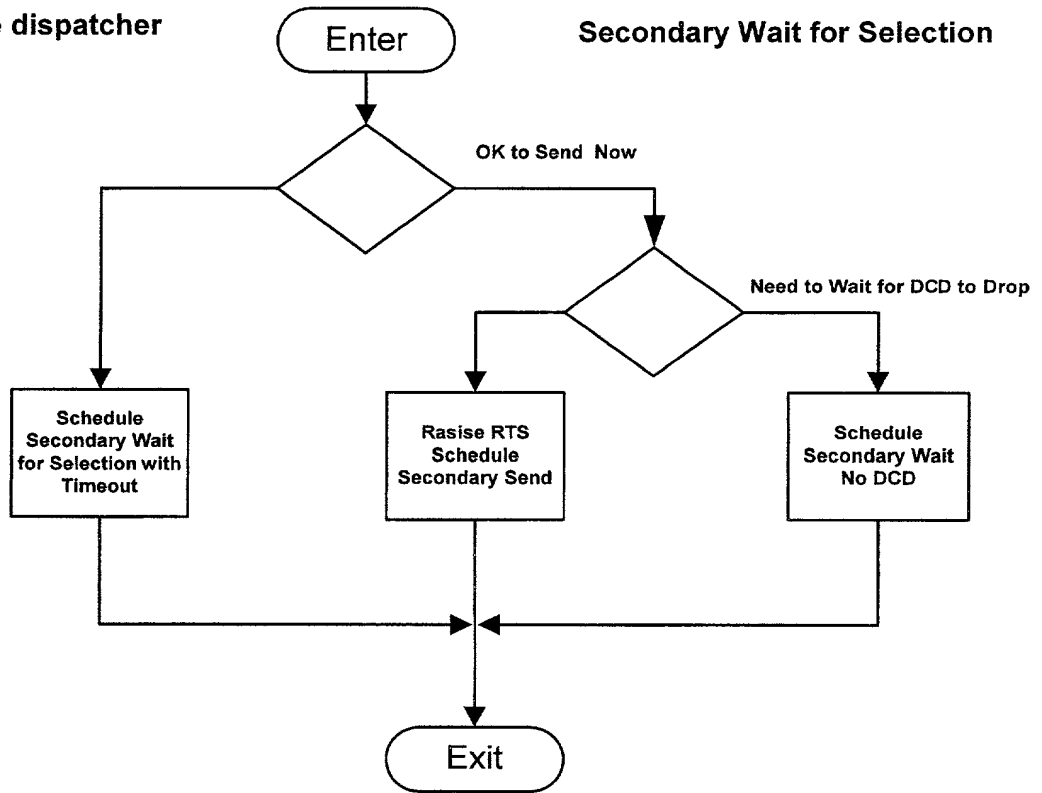 dispatcher
Enter
Secondary Wait for Selection
OK to Send Now
Need to Wait for DCD to Drop
Schedule
Secondary Wait
for Selection with
Timeout
Rasise RTS
Schedule
Secondary Send
Schedule
Secondary Wait
No DCD
Exit